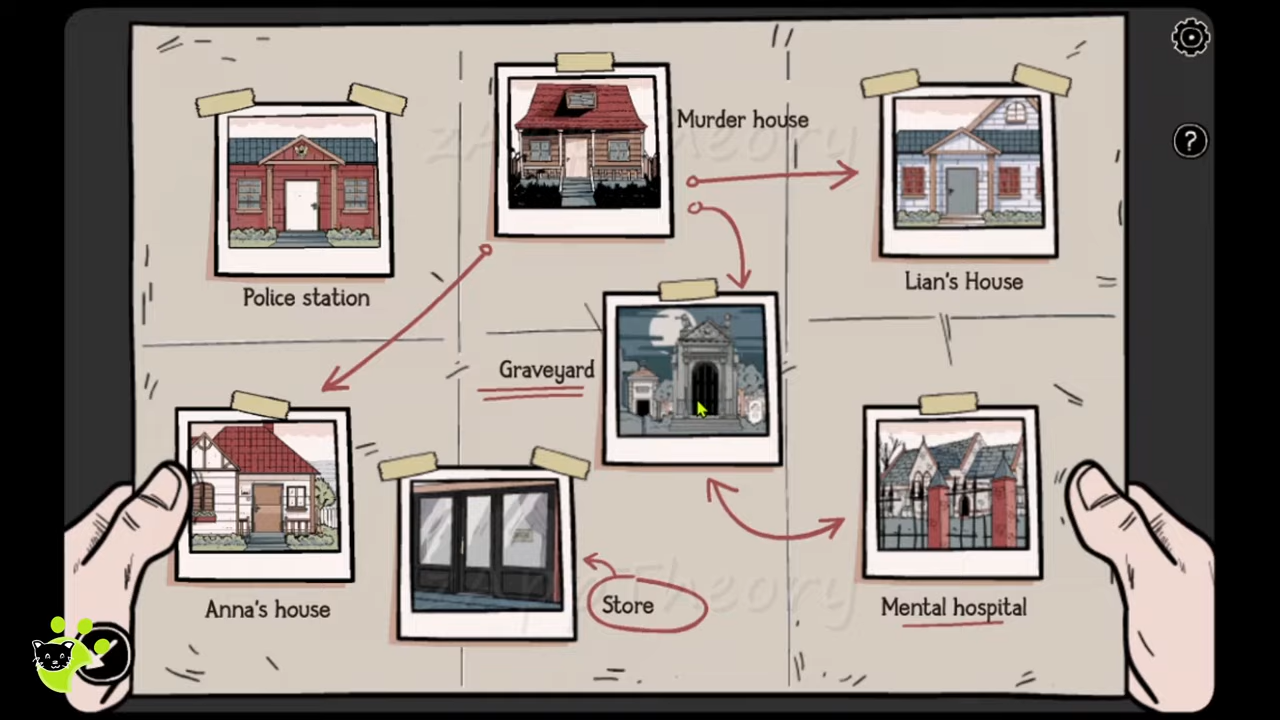 Murder house
Police station
Lian's House
Graveyard
Anna's house
Store
Mental hospital
?